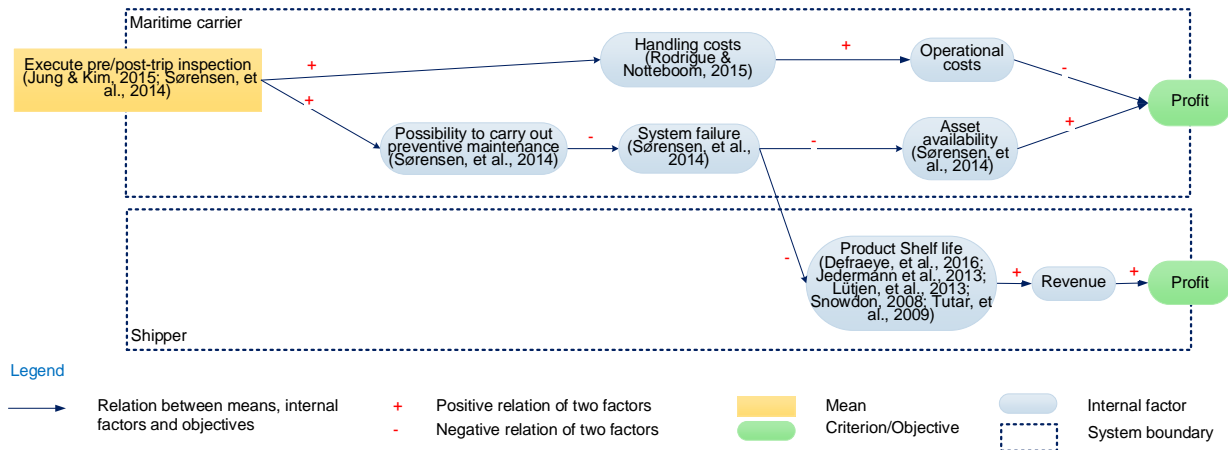 Maritime carrier
Execute pre/post-trip inspection
(Jung & Kim, 2015; Sørensen, et
al., 2014)
+
+
Handling costs
(Rodrigue &
Notteboom, 2015)
+
Operational
costs
-
Profit
Possibility to carry out
preventive maintenance
(Sørensen, et al., 2014)
-
System failure
(Sørensen, et al.,
2014)
-
Asset
availability
(Sørensen, et
al., 2014)
+
-
Product Shelf life
(Defraeye, et al., 2016;
Jedermann et al., 2013;
Lütjen, et al., 2013;
Snowdon, 2008; Tutar, et
al., 2009)
+
Revenue
+
Profit
Shipper
Legend
Relation between means, internal
factors and objectives
+ Positive relation of two factors
- Negative relation of two factors
Mean
Criterion/Objective
Internal factor
System boundary